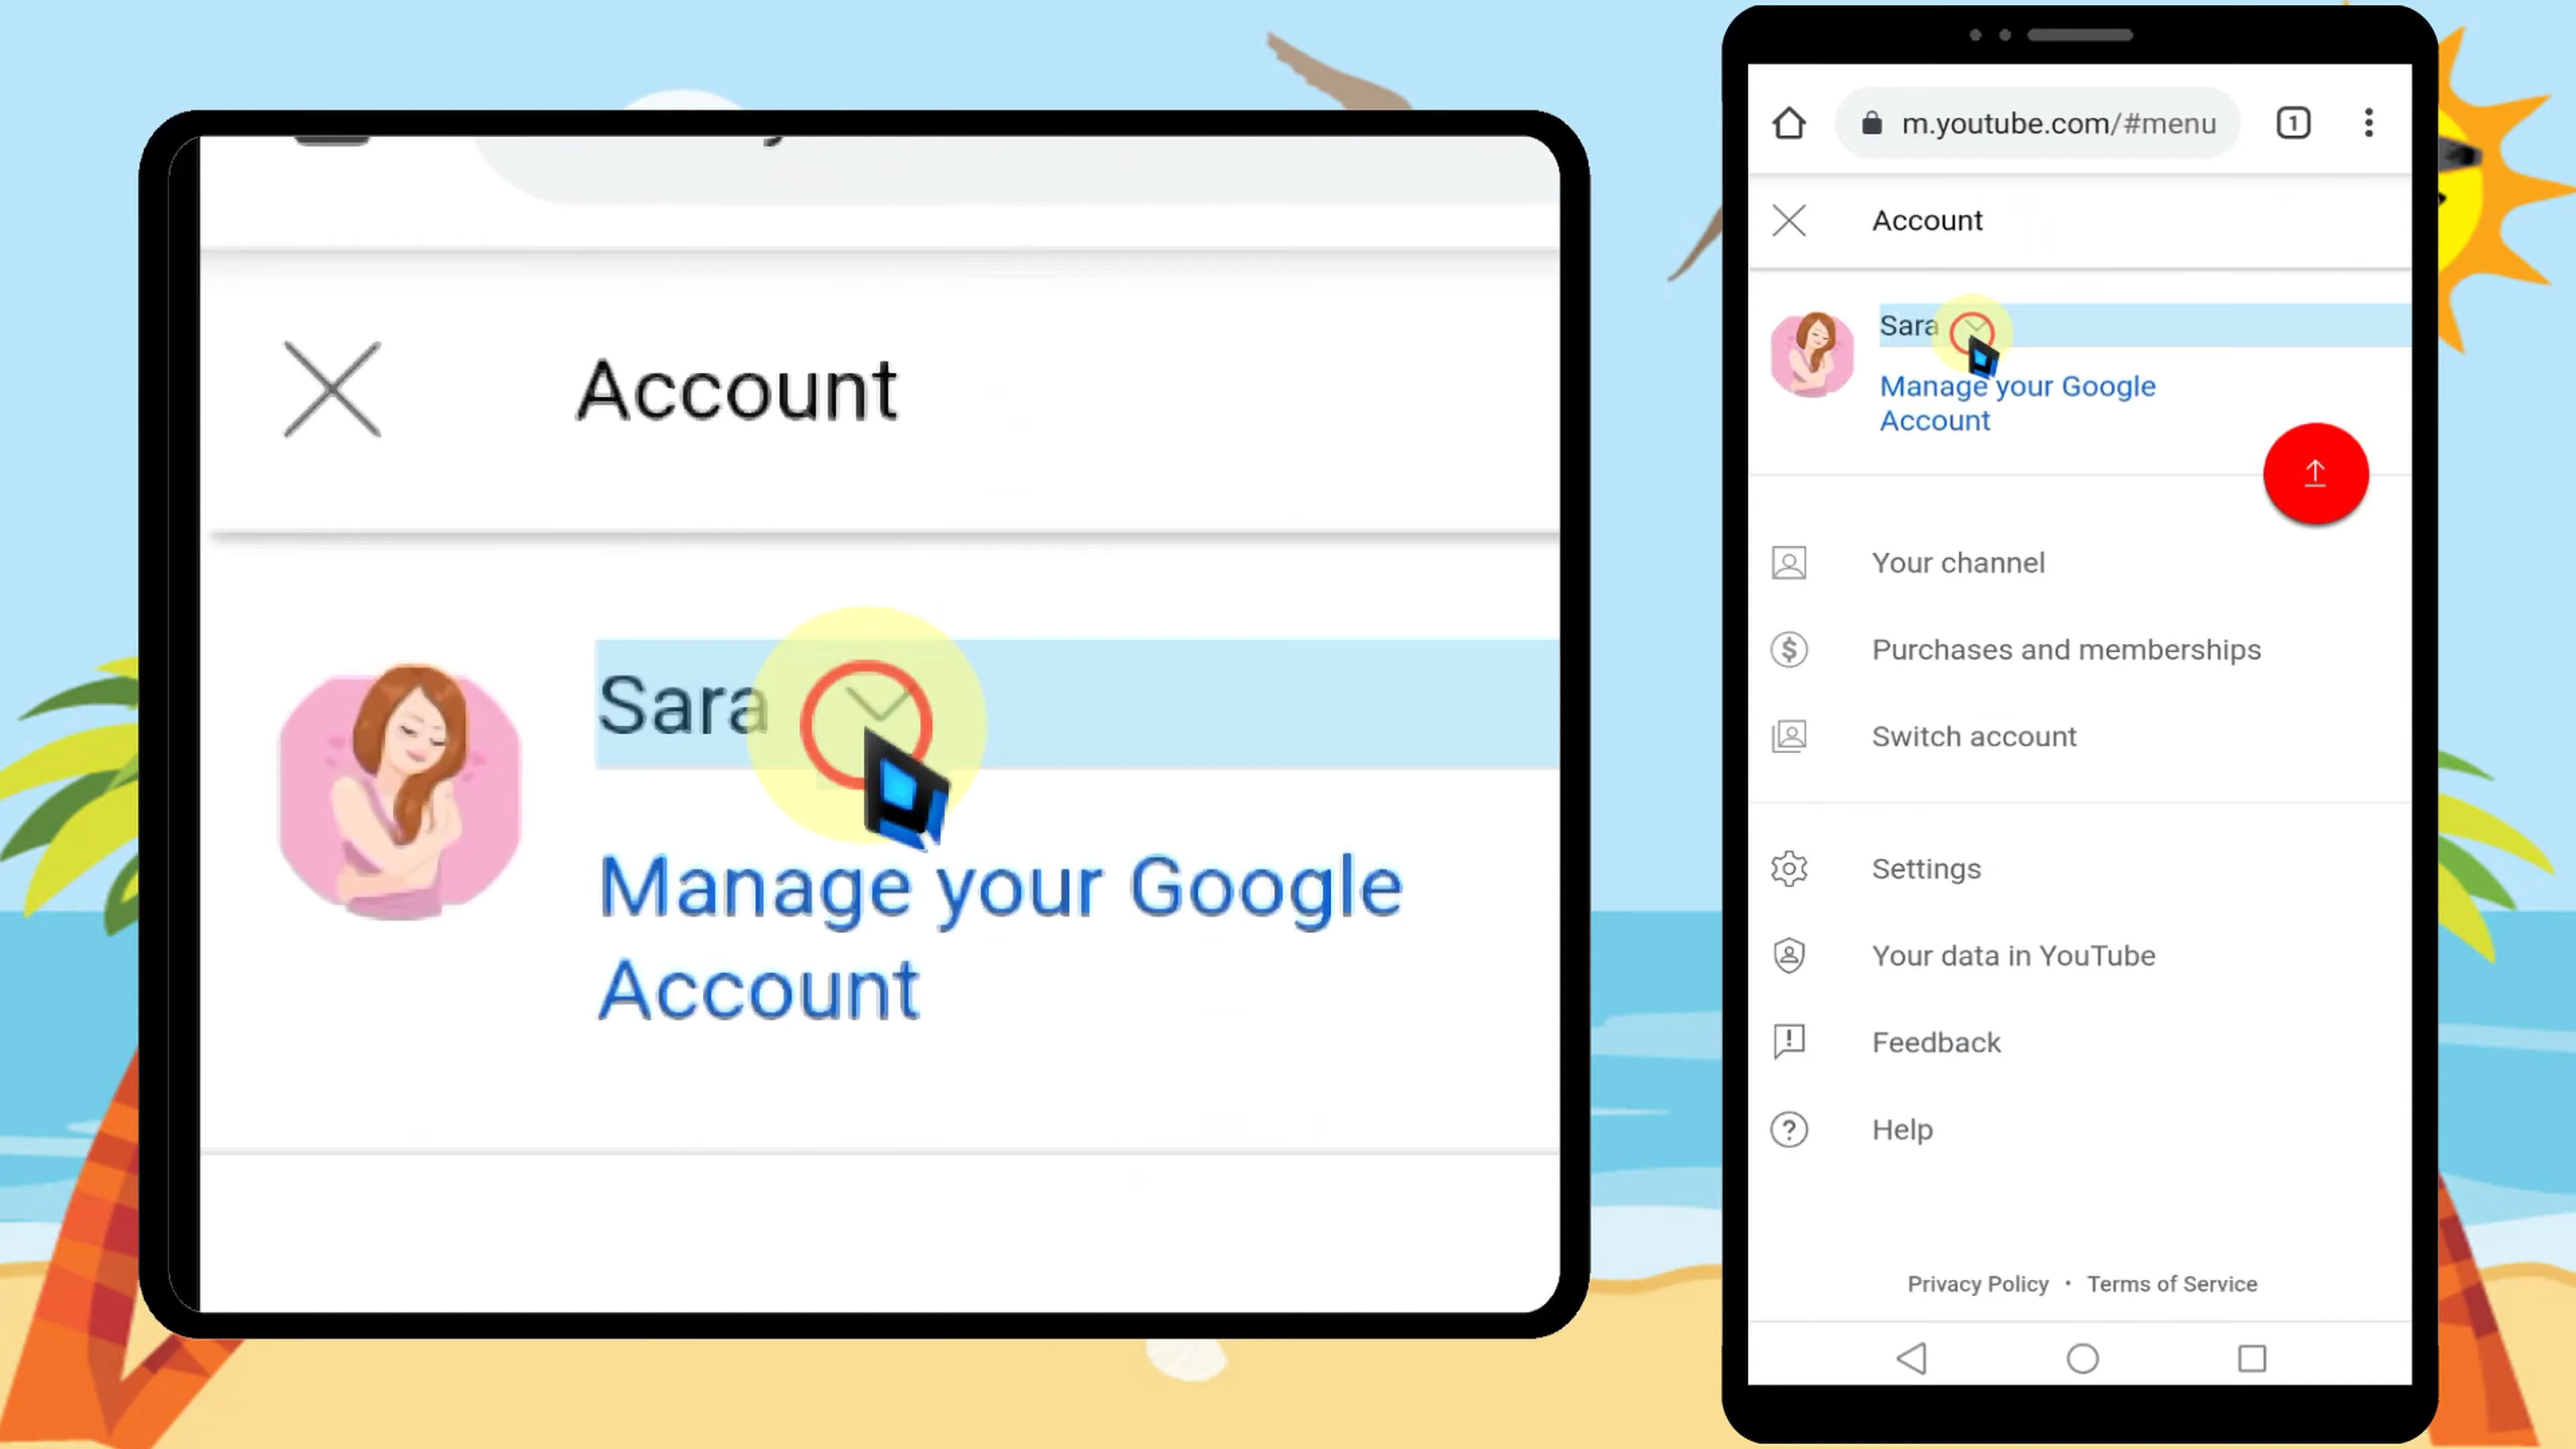 Account
Sara
Manage your Google
Account
m.youtube.com/#menu
1
Account
Sara
Manage your Google
Account
Your channel
Purchases and memberships
Switch account
Settings
Your data in YouTube
Feedback
Help
Privacy Policy • Terms of Service